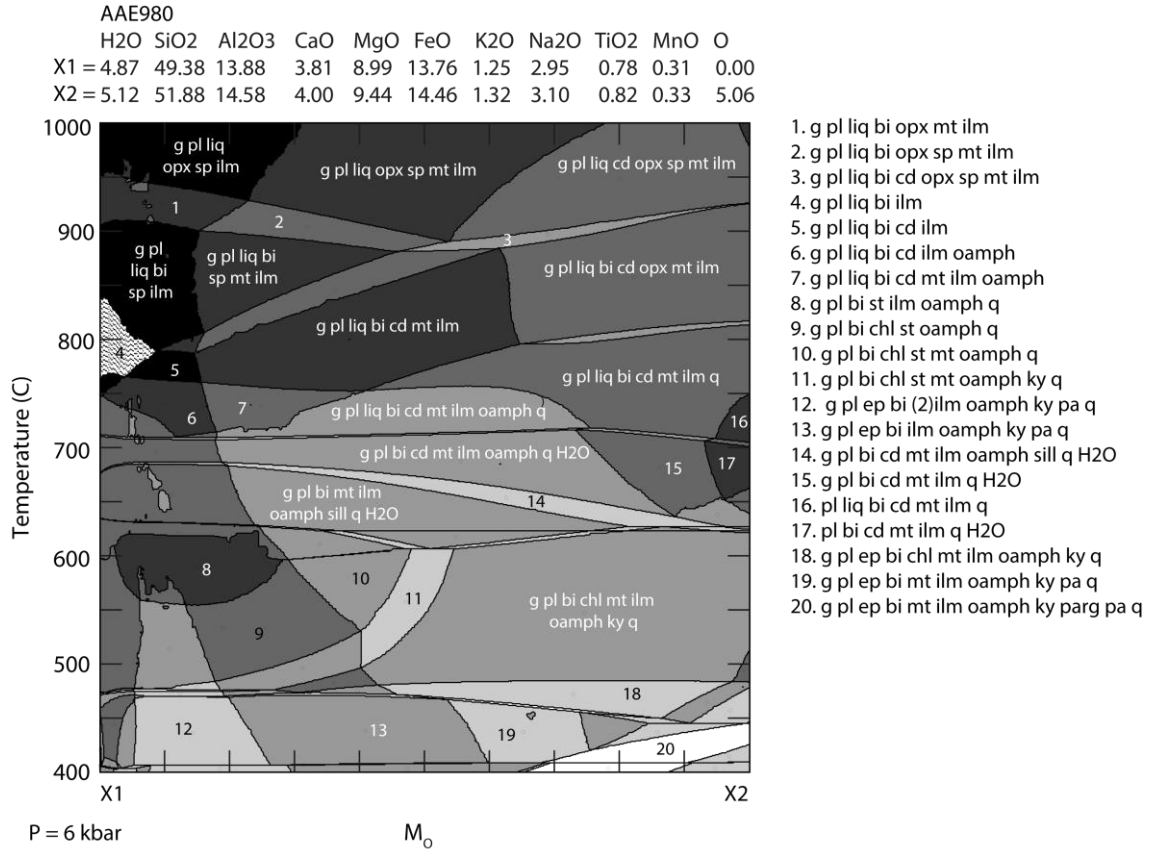 AAE980
H2O SiO2 Al2O3 CaO MgO FeO K2O Na2O TiO2 MnO O
X1 = 4.87 49.38 13.88 3.81 8.99 13.76 1.25 2.95 0.78 0.31 0.00
X2 = 5.12 51.88 14.58 4.00 9.44 14.46 1.32 3.10 0.82 0.33 5.06
1000
900
800
700
600
500
400
Temperature (C)
g pl liq
opx sp ilm
g pl liq opx sp mt ilm
g pl liq cd opx sp mt ilm
1
2
3
g pl
liq bi
sp ilm
g pl liq bi
sp mt ilm
g pl liq bi cd opx mt ilm
g pl liq bi cd mt ilm
4
5
g pl liq bi cd mt ilm q
6
7
g pl liq bi cd mt ilm oamph q
16
g pl bi cd mt ilm oamph q H2O
15
17
g pl bi mt ilm
oamph sill q H2O
14
8
10
11
g pl bi chl mt ilm
oamph ky q
9
18
12
13
19
20
X1
X2
P = 6 kbar
MO
1. g pl liq bi opx mt ilm
2. g pl liq bi opx sp mt ilm
3. g pl liq bi cd opx sp mt ilm
4. g pl liq bi ilm
5. g pl liq bi cd ilm
6. g pl liq bi cd ilm oamph
7. g pl liq bi cd mt ilm oamph
8. g pl bi st ilm oamph q
9. g pl bi chl st oamph q
10. g pl bi chl st mt oamph q
11. g pl bi chl st mt oamph ky q
12. g pl ep bi (2)ilm oamph ky pa q
13. g pl ep bi ilm oamph ky pa q
14. g pl bi cd mt ilm oamph sill q H2O
15. g pl bi cd mt ilm q H2O
16. pl liq bi cd mt ilm q
17. pl bi cd mt ilm q H2O
18. g pl ep bi chl mt ilm oamph ky q
19. g pl ep bi mt ilm oamph ky pa q
20. g pl ep bi mt ilm oamph ky parg pa q